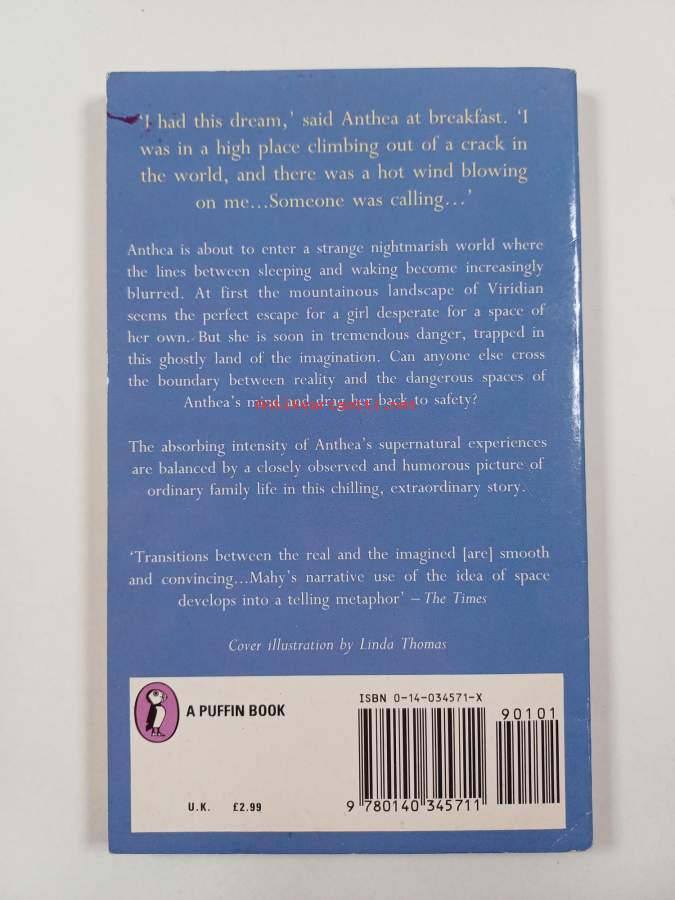 ‘I had this dream,’ said Anthea at breakfast. ‘I
was in a high place climbing out of a crack in
the world, and there was a hot wind blowing
on me...Someone was calling...’
Anthea is about to enter a strange nightmarish world where
the lines between sleeping and waking become increasingly
blurred. At first the mountainous landscape of Viridian
seems the perfect escape for a girl desperate for a space of
her own. But she is soon in tremendous danger, trapped in
this ghostly land of the imagination. Can anyone else cross
the boundary between reality and the dangerous spaces of
Anthea’s mind and drag her back to safety?
The absorbing intensity of Anthea’s supernatural experiences
are balanced by a closely observed and humorous picture of
ordinary family life in this chilling, extraordinary story.
‘Transitions between the real and the imagined [are] smooth
and convincing...Mahy’s narrative use of the idea of space
develops into a telling metaphor’ – The Times
Cover illustration by Linda Thomas
A PUFFIN BOOK
ISBN 0-14-034571-X
90101
9 780140 345711
U.K. £2.99